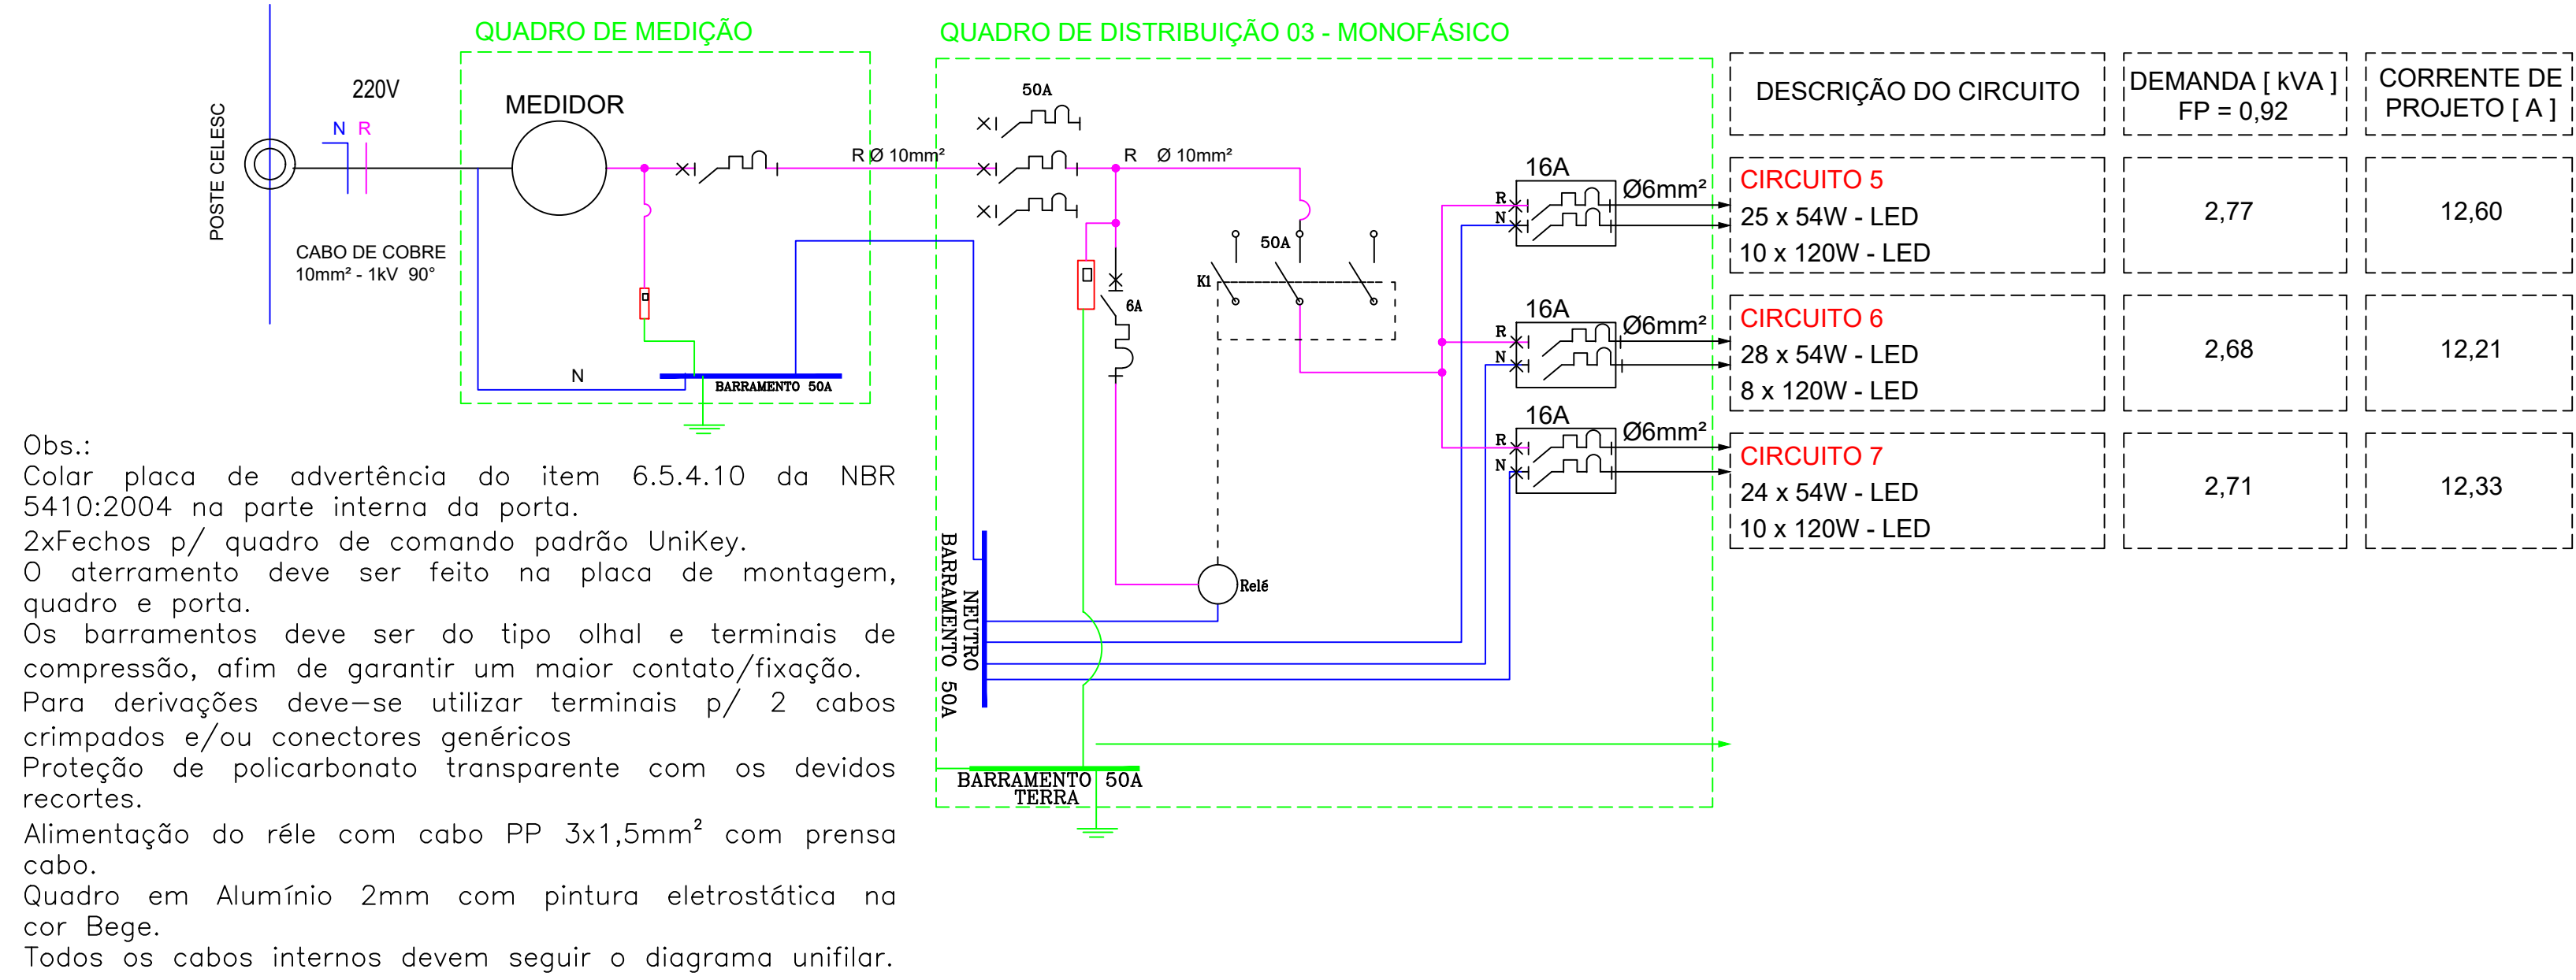 QUADRO DE MEDIÇÃO
QUADRO DE DISTRIBUIÇÃO 03 - MONOFÁSICO
POSTE CELESC
220V
N R
CABO DE COBRE
10mm² - 1kV 90°
MEDIDOR
N
BARRAMENTO 50A
R Ø 10mm²
50A
R Ø 10mm²
6A
50A
K1
Relé
NEUTRO
BARRAMENTO 50A
BARRAMENTO 50A
TERRA
16A
R
N
Ø6mm²
16A
R
N
Ø6mm²
16A
R
N
Ø6mm²
DESCRIÇÃO DO CIRCUITO
DEMANDA [ kVA ]
FP = 0,92
CORRENTE DE
PROJETO [ A ]
CIRCUITO 5
25 x 54W - LED
10 x 120W - LED
2,77
12,60
CIRCUITO 6
28 x 54W - LED
8 x 120W - LED
2,68
12,21
CIRCUITO 7
24 x 54W - LED
10 x 120W - LED
2,71
12,33
Obs.:
Colar placa de advertência do item 6.5.4.10 da NBR
5410:2004 na parte interna da porta.
2xFechos p/ quadro de comando padrão UniKey.
O aterramento deve ser feito na placa de montagem,
quadro e porta.
Os barramentos deve ser do tipo olhal e terminais de
compressão, afim de garantir um maior contato/fixação.
Para derivações deve-se utilizar terminais p/ 2 cabos
crimpados e/ou conectores genéricos
Proteção de policarbonato transparente com os devidos
recortes.
Alimentação do réle com cabo PP 3x1,5mm² com prensa
cabo.
Quadro em Alumínio 2mm com pintura eletrostática na
cor Bege.
Todos os cabos internos devem seguir o diagrama unifilar.